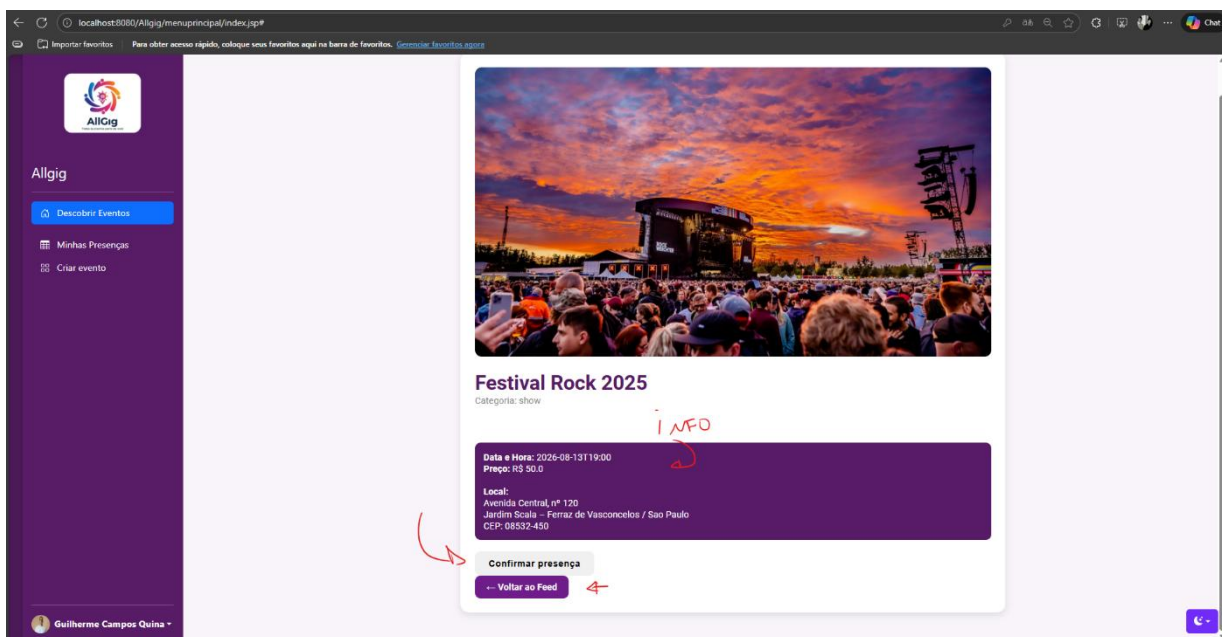 localhost:8080/Allgig/menuprincipal/index.jsp#
Chat
Importar favoritos
Para obter acesso rápido, coloque seus favoritos aqui na barra de favoritos. Gerenciar favoritos agora
AllGig
Allgig
Descobrir Eventos
Minhas Presenças
Criar evento
ROCK
Festival Rock 2025
Categoria: show
iNFO
Data e Hora: 2026-08-13T19:00
Preço: R$ 50.0
Local:
Avenida Central, nº 120
Jardim Scala – Ferraz de Vasconcelos / Sao Paulo
CEP: 08532-450
Confirmar presença
← Voltar ao Feed
Guilherme Campos Quina